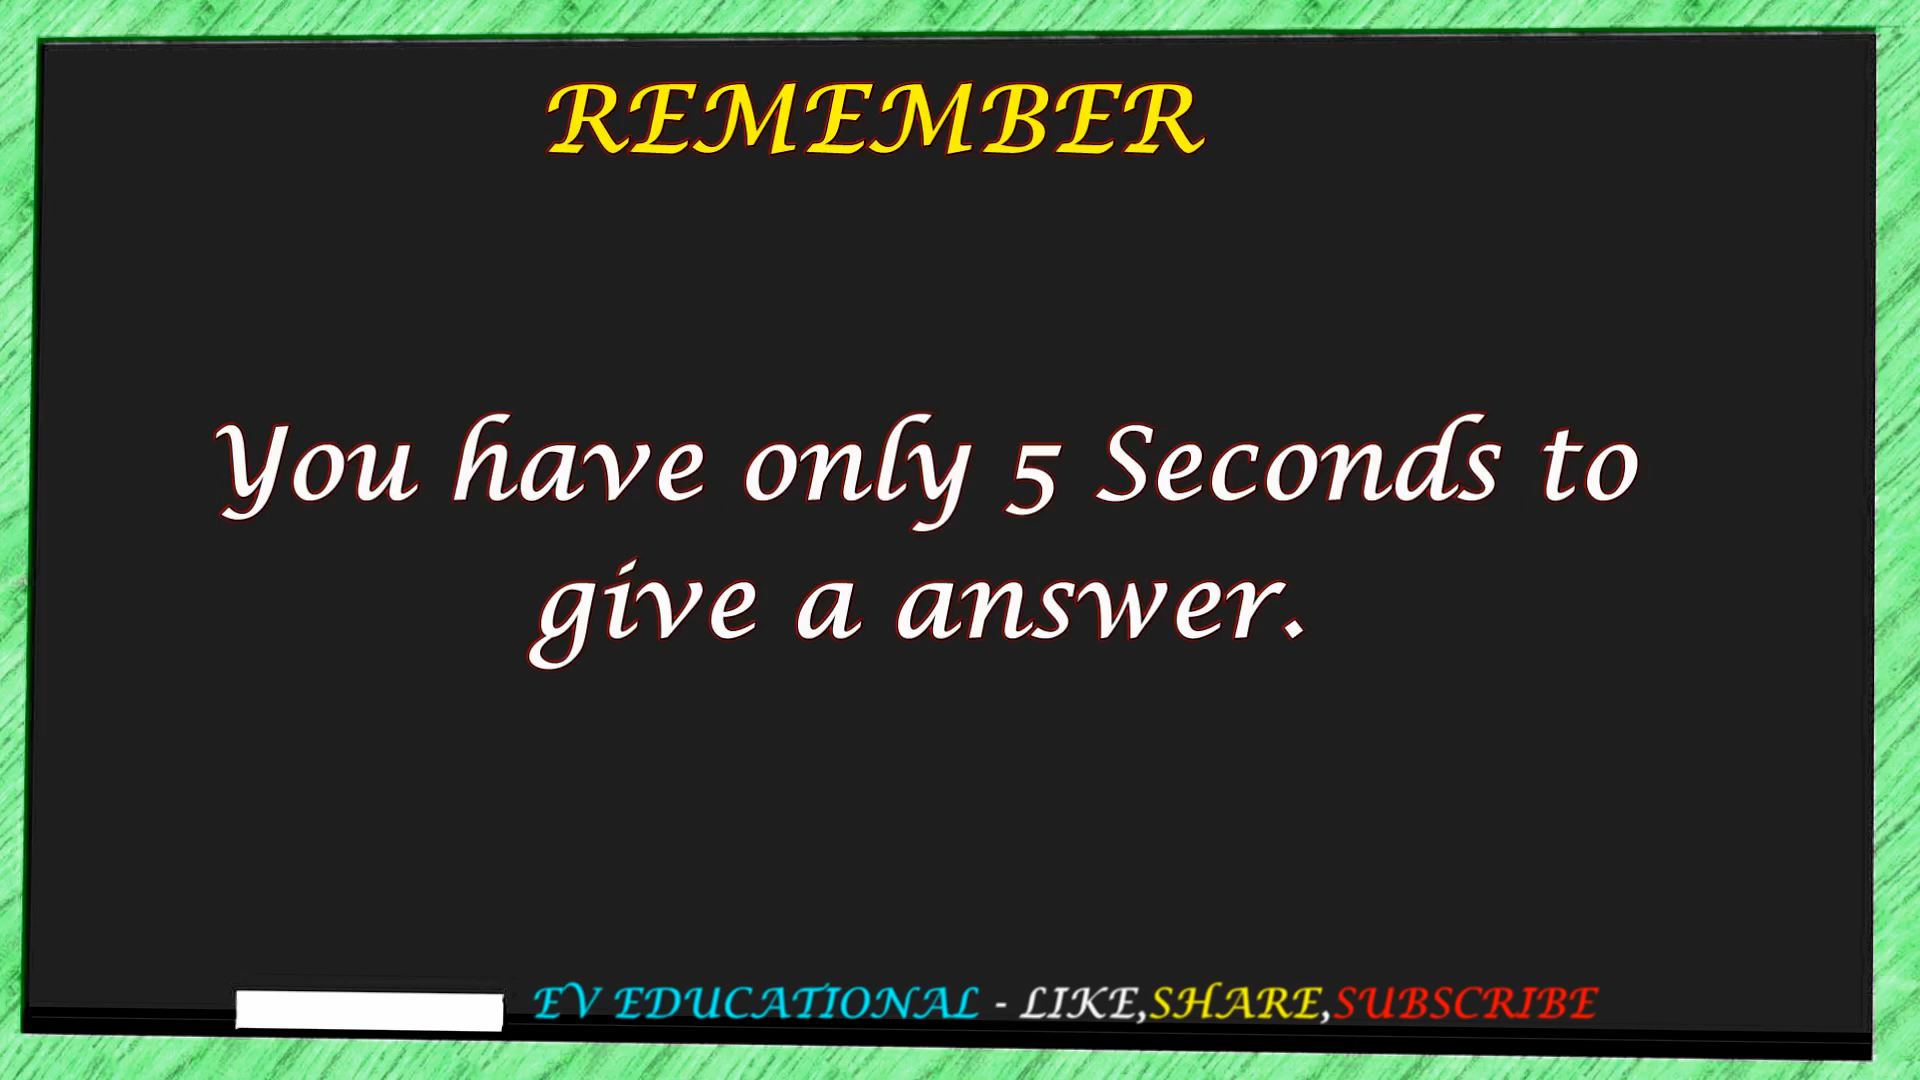 REMEMBER
You have only 5 Seconds to
give a answer.
EV EDUCATIONAL - LIKE,SHARE,SUBSCRIBE